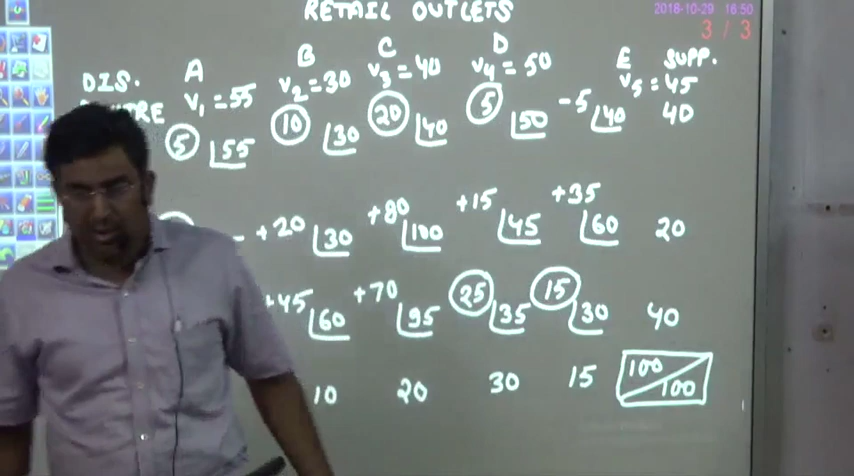 RETAIL OUTLETS
2018-10-29 16:50
3 / 3
DIS. A B C D E SUPP.
V₁ = 55 V₂ = 30 V₃ = 40 V₄ = 50 V₅ = 45
5 55 10 30 20 40 5 50 -5 40 40
+20 30 +80 100 +15 45 +35 60 20
+45 60 +70 95 25 35 15 30 40
10 20 30 15 100 / 100